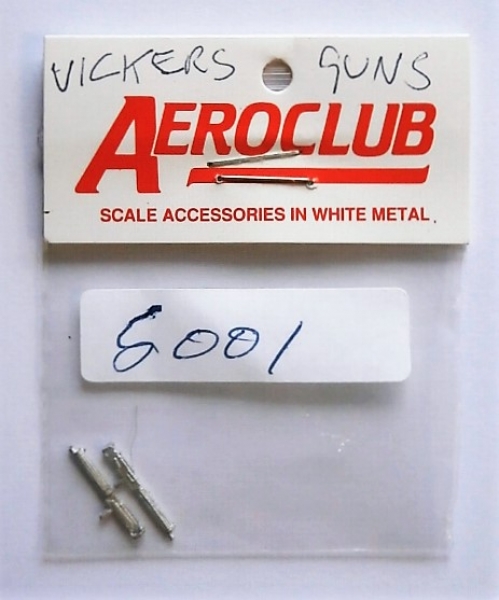 VICKERS GUNS
AEROCLUB
SCALE ACCESSORIES IN WHITE METAL.
G001